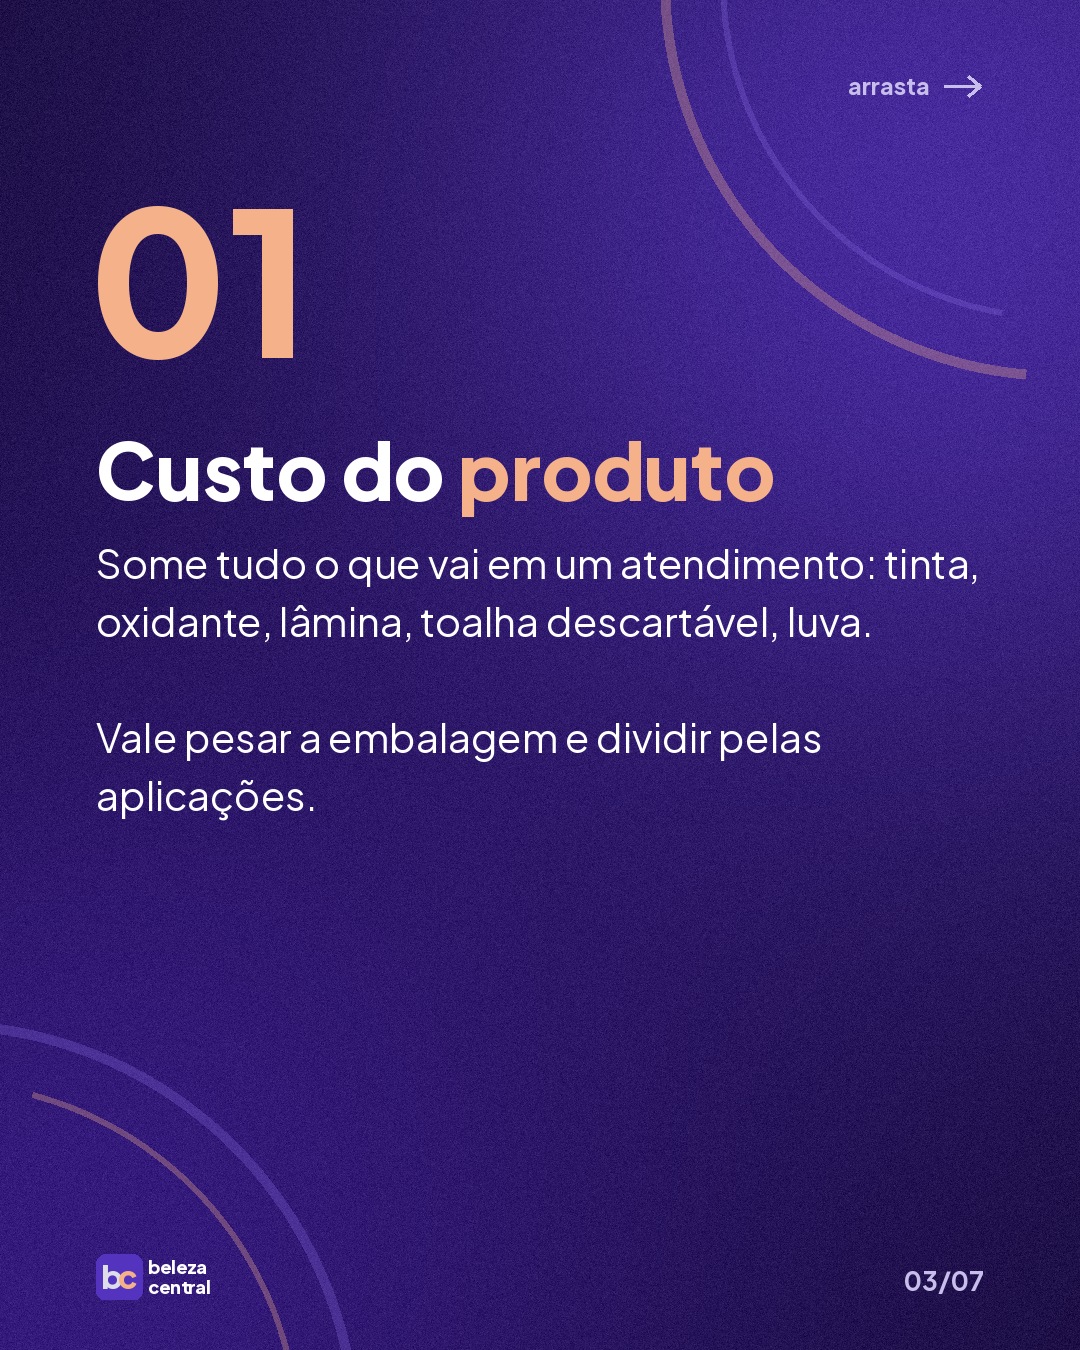 arrasta
01
Custo do produto
Some tudo o que vai em um atendimento: tinta,
oxidante, lâmina, toalha descartável, luva.
Vale pesar a embalagem e dividir pelas
aplicações.
bc beleza
central
03/07